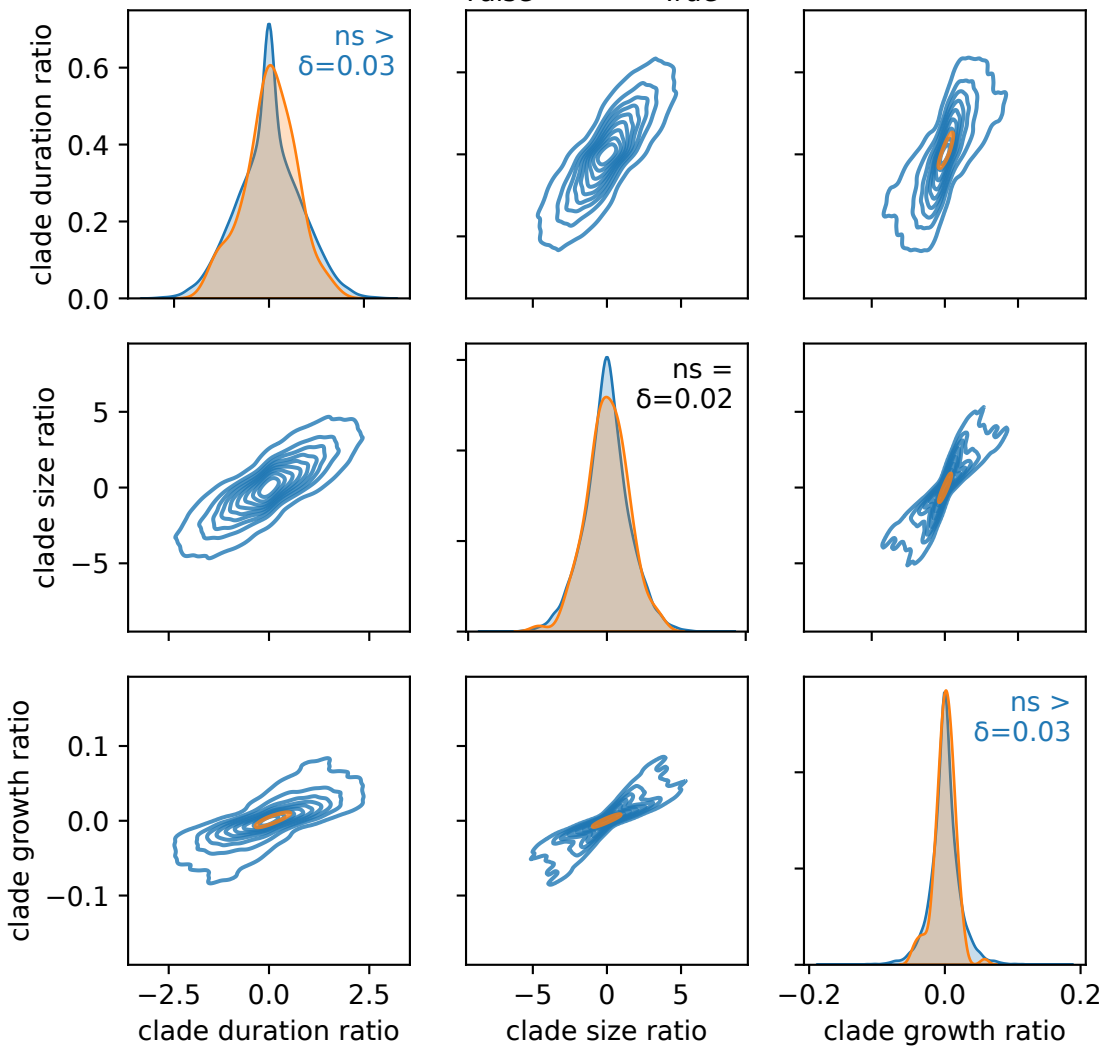 ns >
δ=0.03
clade duration ratio
0.6
0.4
0.2
0.0
ns =
δ=0.02
clade size ratio
5
0
−5
−5 0 5
ns >
δ=0.03
clade growth ratio
0.1
0.0
−0.1
−2.5 0.0 2.5
−0.2 0.0 0.2
clade duration ratio
clade size ratio
clade growth ratio